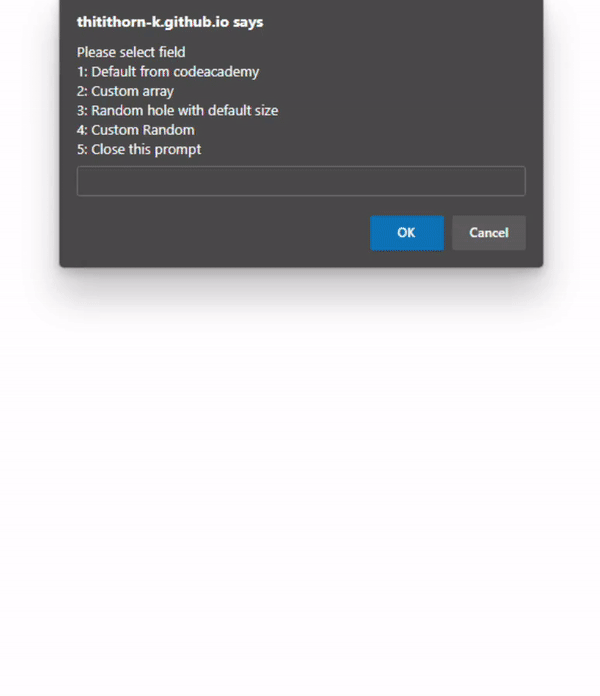 thitithorn-k.github.io says
Please select field
1: Default from codeacademy
2: Custom array
3: Random hole with default size
4: Custom Random
5: Close this prompt
OK
Cancel